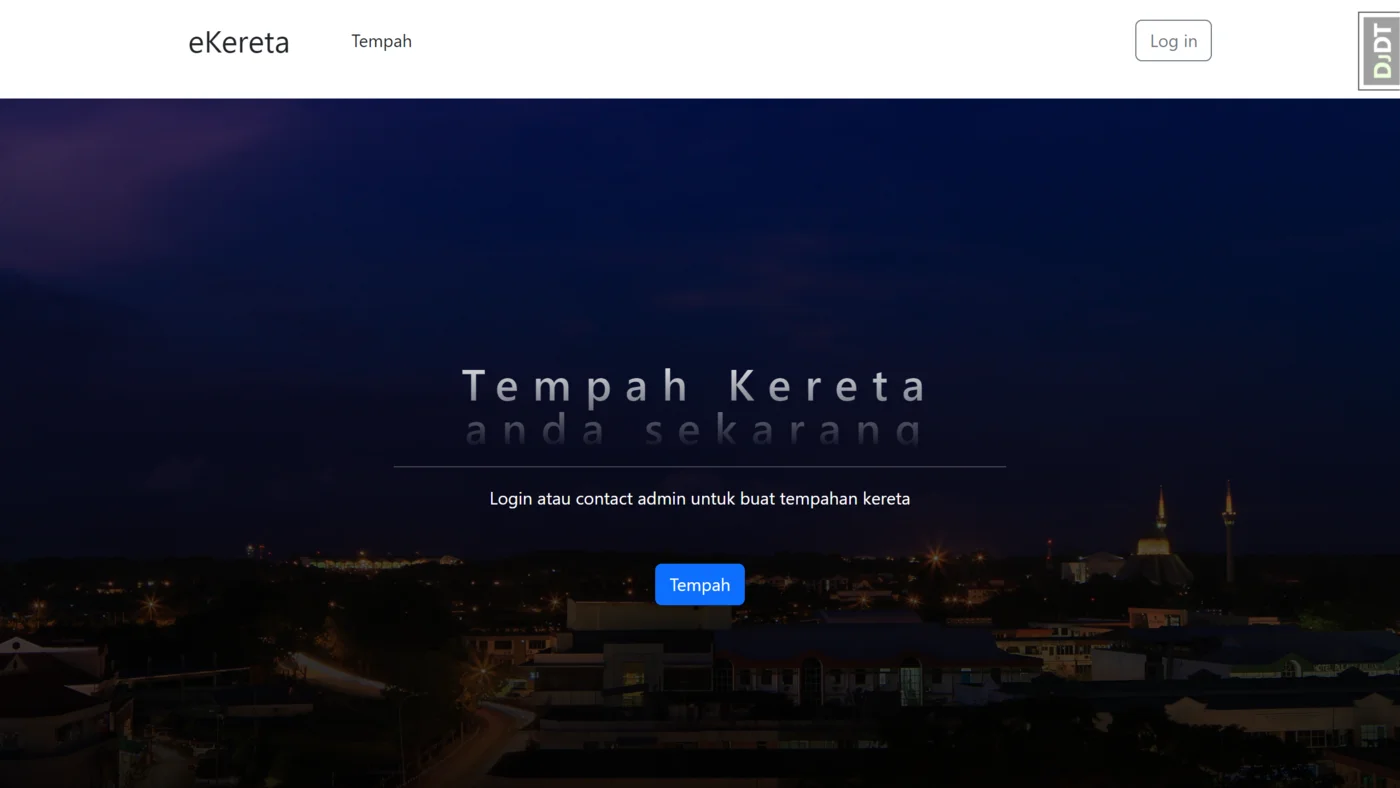 eKereta
Tempah
Log in
DJDT
Tempah Kereta
anda sekarang
Login atau contact admin untuk buat tempahan kereta
Tempah